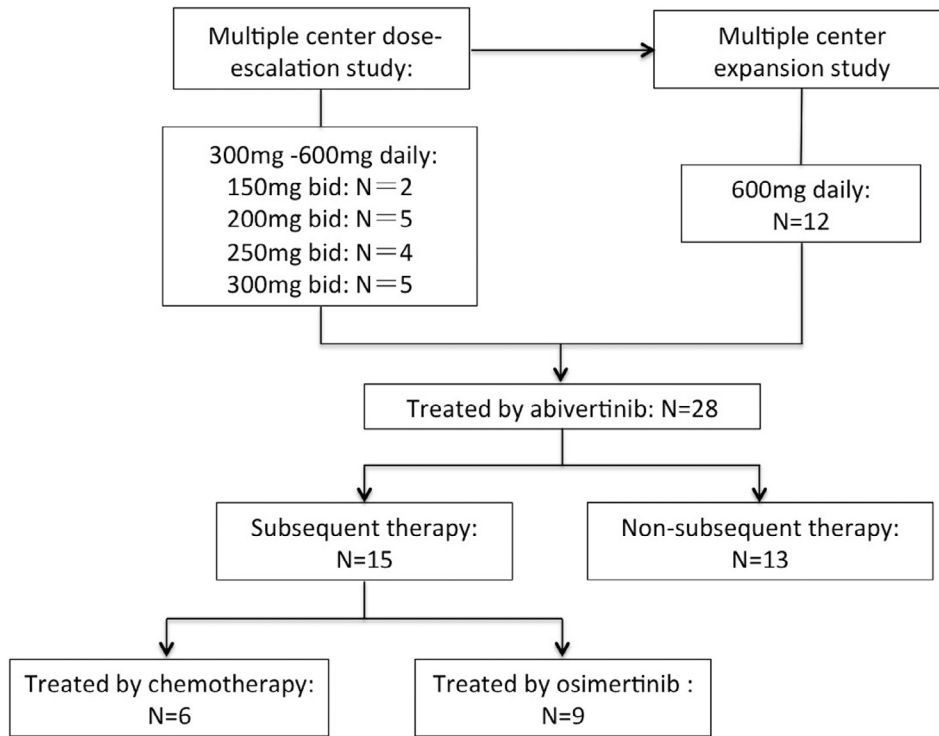 Multiple center dose-
escalation study:
Multiple center
expansion study
300mg -600mg daily:
150mg bid: N＝2
200mg bid: N＝5
250mg bid: N＝4
300mg bid: N＝5
600mg daily:
N=12
Treated by abivertinib: N=28
Subsequent therapy:
N=15
Non-subsequent therapy:
N=13
Treated by chemotherapy:
N=6
Treated by osimertinib :
N=9